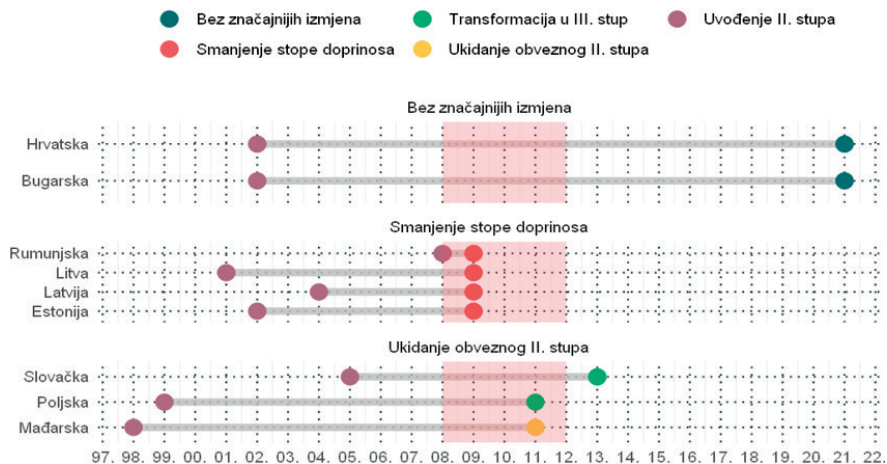 Bez značajnijih izmjena Transformacija u III. stup Uvođenje II. stupa
Smanjenje stope doprinosa Ukidanje obveznog II. stupa
Bez značajnijih izmjena
Hrvatska
Bugarska
Smanjenje stope doprinosa
Rumunjska
Litva
Latvija
Estonija
Ukidanje obveznog II. stupa
Slovačka
Poljska
Mađarska
97. 98. 99. 00. 01. 02. 03. 04. 05. 06. 07. 08. 09. 10. 11. 12. 13. 14. 15. 16. 17. 18. 19. 20. 21. 22.